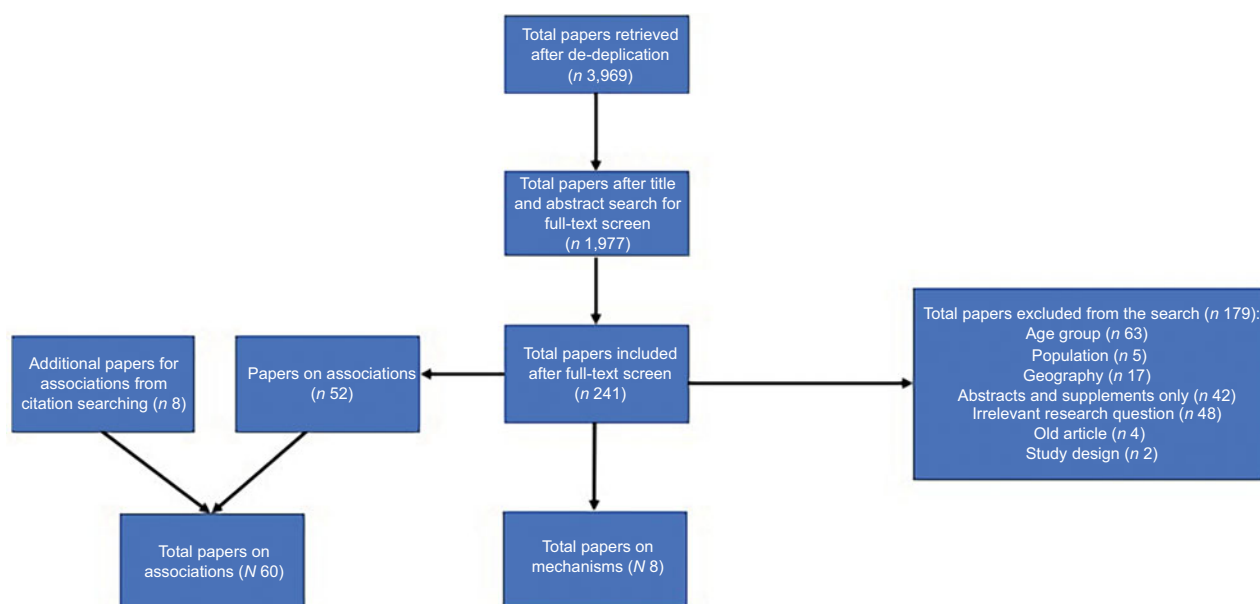 Total papers retrieved
after de-deplication
(n 3,969)
Total papers after title
and abstract search for
full-text screen
(n 1,977)
Total papers included
after full-text screen
(n 241)
Total papers excluded from the search (n 179):
Age group (n 63)
Population (n 5)
Geography (n 17)
Abstracts and supplements only (n 42)
Irrelevant research question (n 48)
Old article (n 4)
Study design (n 2)
Additional papers for
associations from
citation searching (n 8)
Papers on associations
(n 52)
Total papers on
associations (N 60)
Total papers on
mechanisms (N 8)